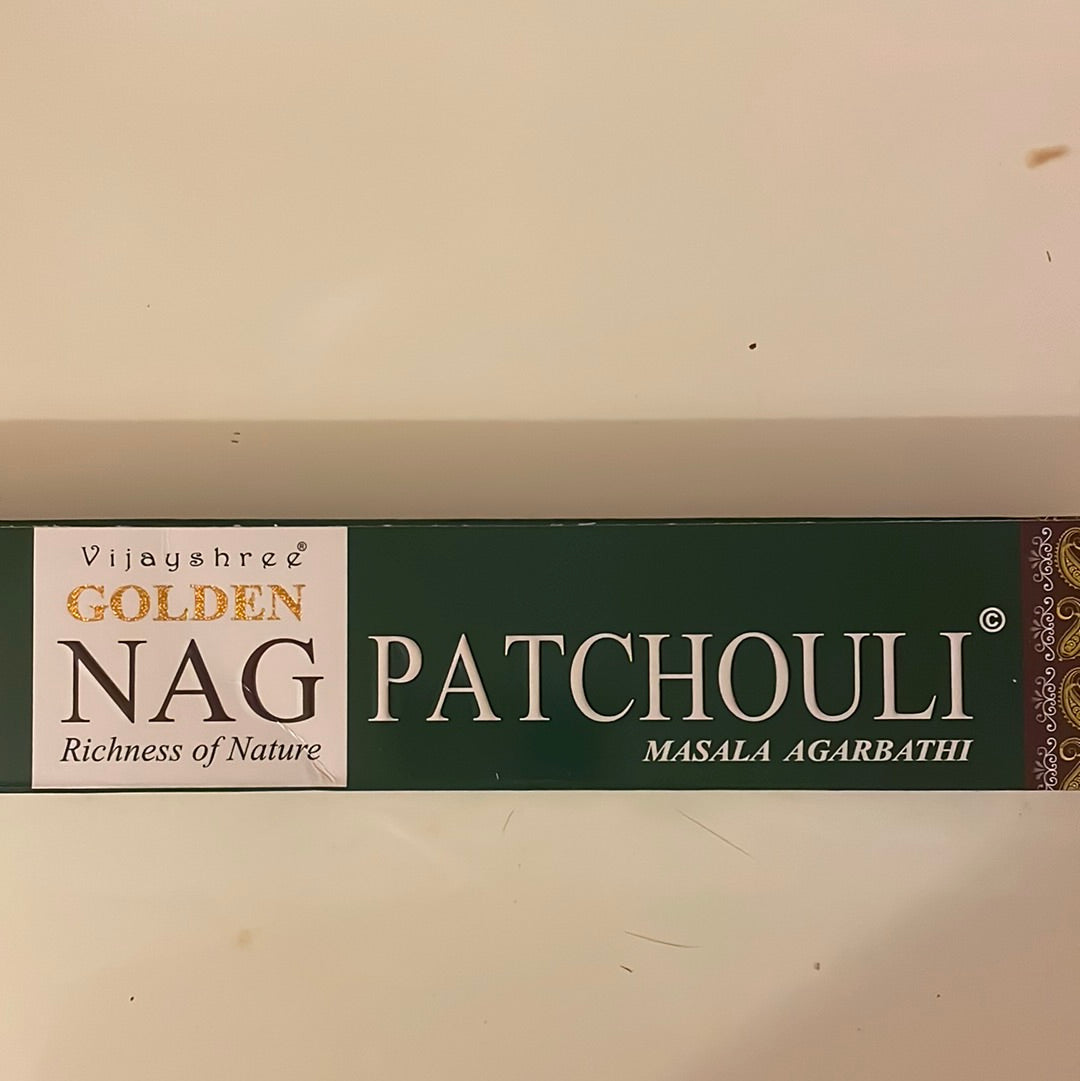 Vijayshree®
GOLDEN
NAG
Richness of Nature
PATCHOULI©
MASALA AGARBATHI